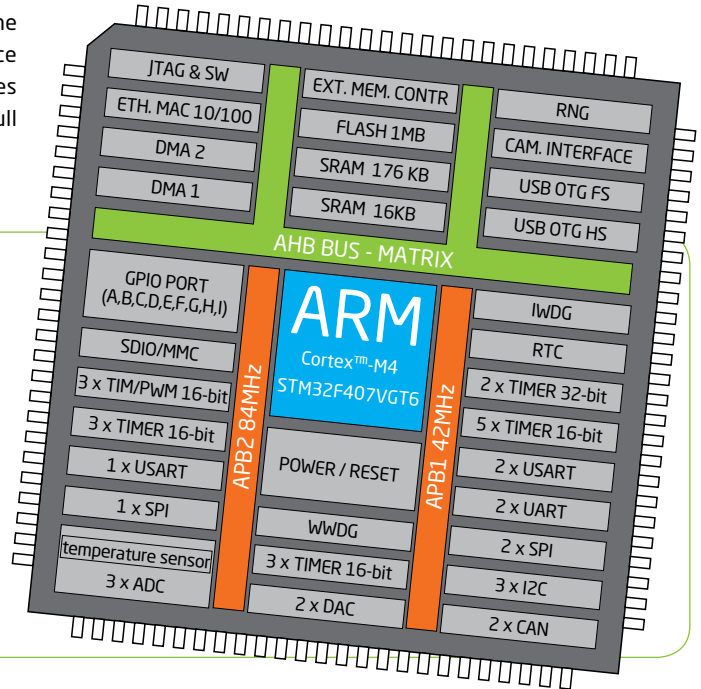 ne
ce
es
ull
JTAG & SW
ETH. MAC 10/100
DMA 2
DMA 1
EXT. MEM. CONTR
FLASH 1MB
SRAM 176 KB
SRAM 16KB
RNG
CAM. INTERFACE
USB OTG FS
USB OTG HS
AHB BUS - MATRIX
GPIO PORT
(A,B,C,D,E,F,G,H,I)
SDIO/MMC
3 x TIM/PWM 16-bit
3 x TIMER 16-bit
1 x USART
1 x SPI
temperature sensor
3 x ADC
APB2 84MHz
ARM
Cortex™-M4
STM32F407VGT6
POWER / RESET
WWDG
3 x TIMER 16-bit
2 x DAC
APB1 42MHz
IWDG
RTC
2 x TIMER 32-bit
5 x TIMER 16-bit
2 x USART
2 x UART
2 x SPI
3 x I2C
2 x CAN